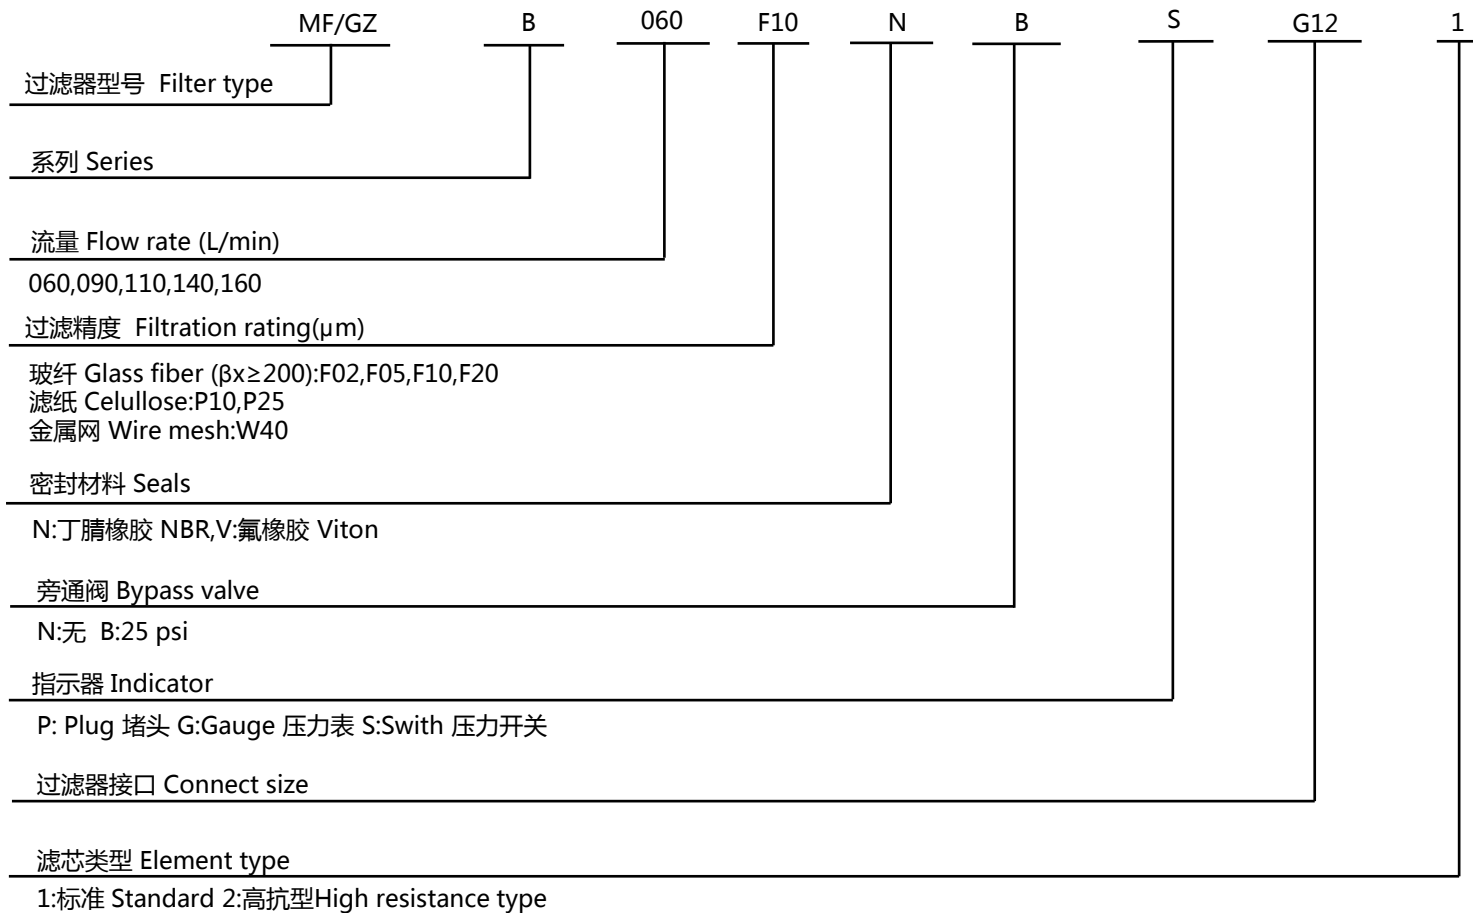 MF/GZ B 060 F10 N B S G12 1
过滤器型号 Filter type
系列 Series
流量 Flow rate (L/min)
060,090,110,140,160
过滤精度 Filtration rating(μm)
玻纤 Glass fiber (βx≥200):F02,F05,F10,F20
滤纸 Celullose:P10,P25
金属网 Wire mesh:W40
密封材料 Seals
N:丁腈橡胶 NBR,V:氟橡胶 Viton
旁通阀 Bypass valve
N:无 B:25 psi
指示器 Indicator
P: Plug 堵头 G:Gauge 压力表 S:Swith 压力开关
过滤器接口 Connect size
滤芯类型 Element type
1:标准 Standard 2:高抗型High resistance type